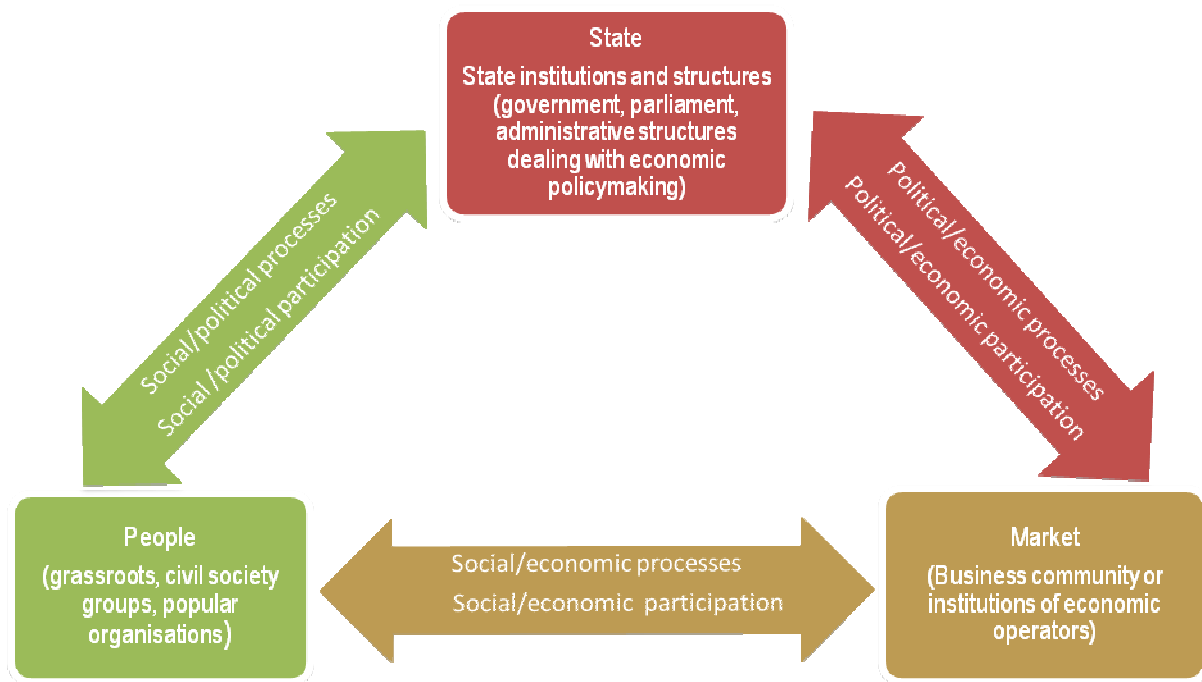 State
State institutions and structures
(government, parliament,
administrative structures
dealing with economic
policymaking)
Social/political processes
Social /political participation
Political/economic processes
Political/economic participation
People
(grassroots, civil society
groups, popular
organisations)
Social/economic processes
Social/economic participation
Market
(Business community or
institutions of economic
operators)